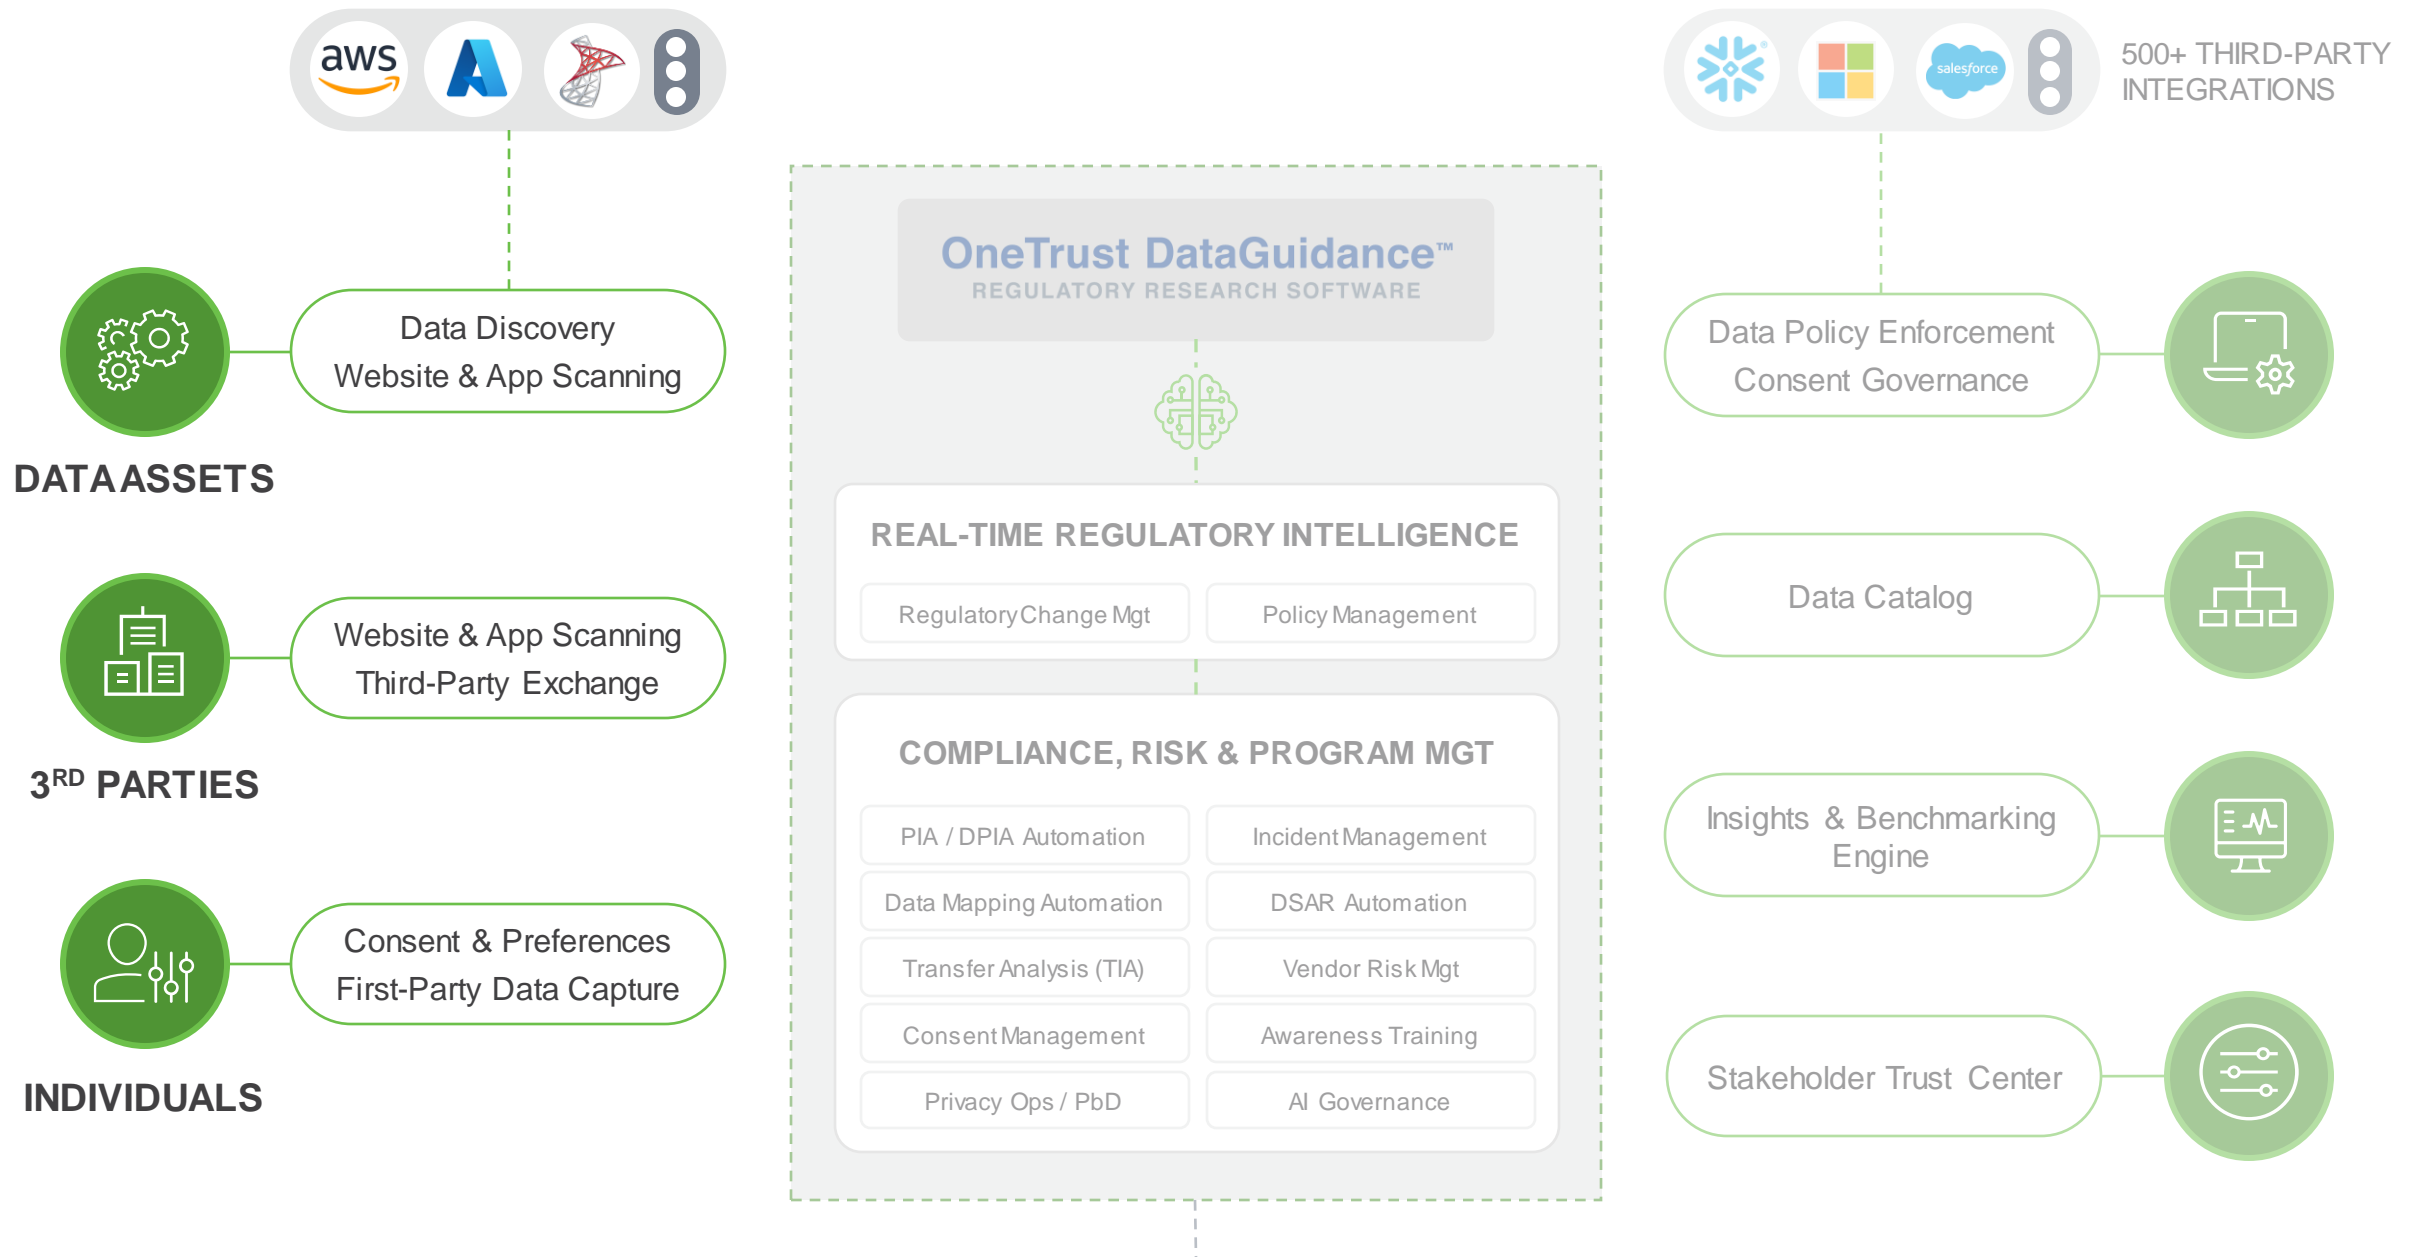 aws
salesforce
500+ THIRD-PARTY
INTEGRATIONS
Data Discovery
Website & App Scanning
DATA ASSETS
Website & App Scanning
Third-Party Exchange
3RD PARTIES
Consent & Preferences
First-Party Data Capture
INDIVIDUALS
OneTrust DataGuidance™
REGULATORY RESEARCH SOFTWARE
REAL-TIME REGULATORY INTELLIGENCE
Regulatory Change Mgt
Policy Management
COMPLIANCE, RISK & PROGRAM MGT
PIA / DPIA Automation
Incident Management
Data Mapping Automation
DSAR Automation
Transfer Analysis (TIA)
Vendor Risk Mgt
Consent Management
Awareness Training
Privacy Ops / PbD
AI Governance
Data Policy Enforcement
Consent Governance
Data Catalog
Insights & Benchmarking
Engine
Stakeholder Trust Center